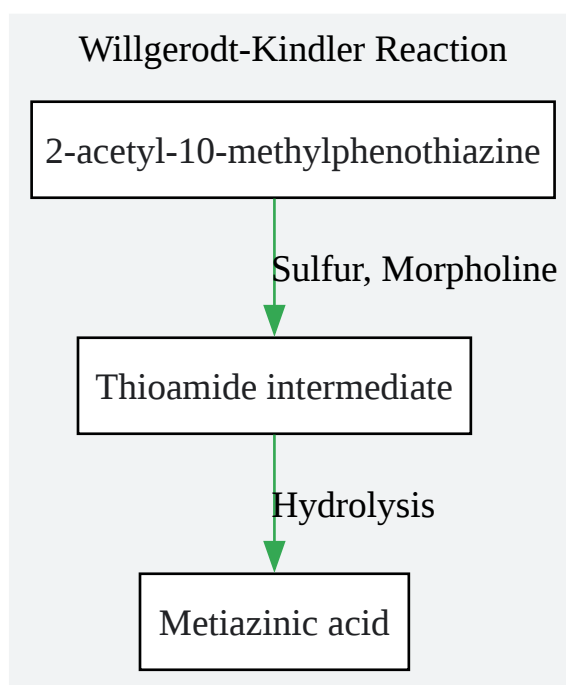 Willgerodt-Kindler Reaction
2-acetyl-10-methylphenothiazine
Sulfur, Morpholine
Thioamide intermediate
Hydrolysis
Metiazinic acid